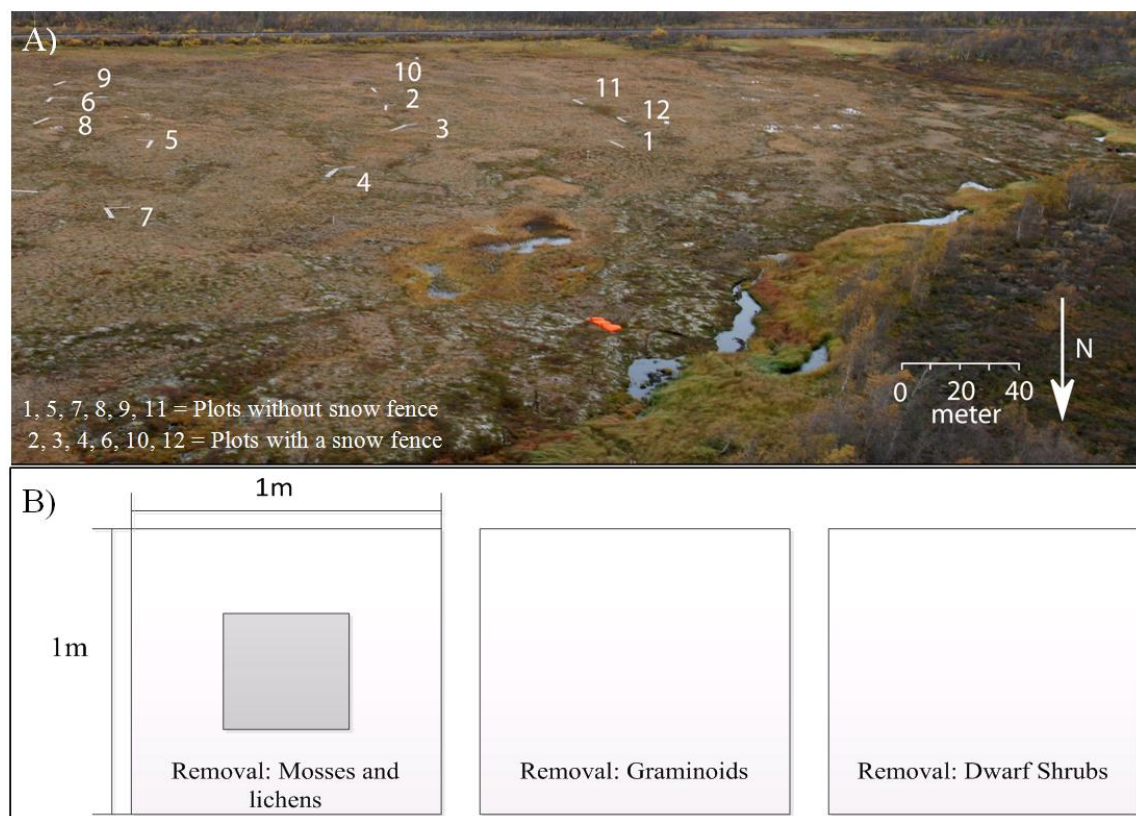 A)
9
10
6
2
11
8
3
12
5
1
4
7
N
0 20 40
meter
1, 5, 7, 8, 9, 11 = Plots without snow fence
2, 3, 4, 6, 10, 12 = Plots with a snow fence
B)
1m
1m
Removal: Mosses and
lichens
Removal: Graminoids
Removal: Dwarf Shrubs